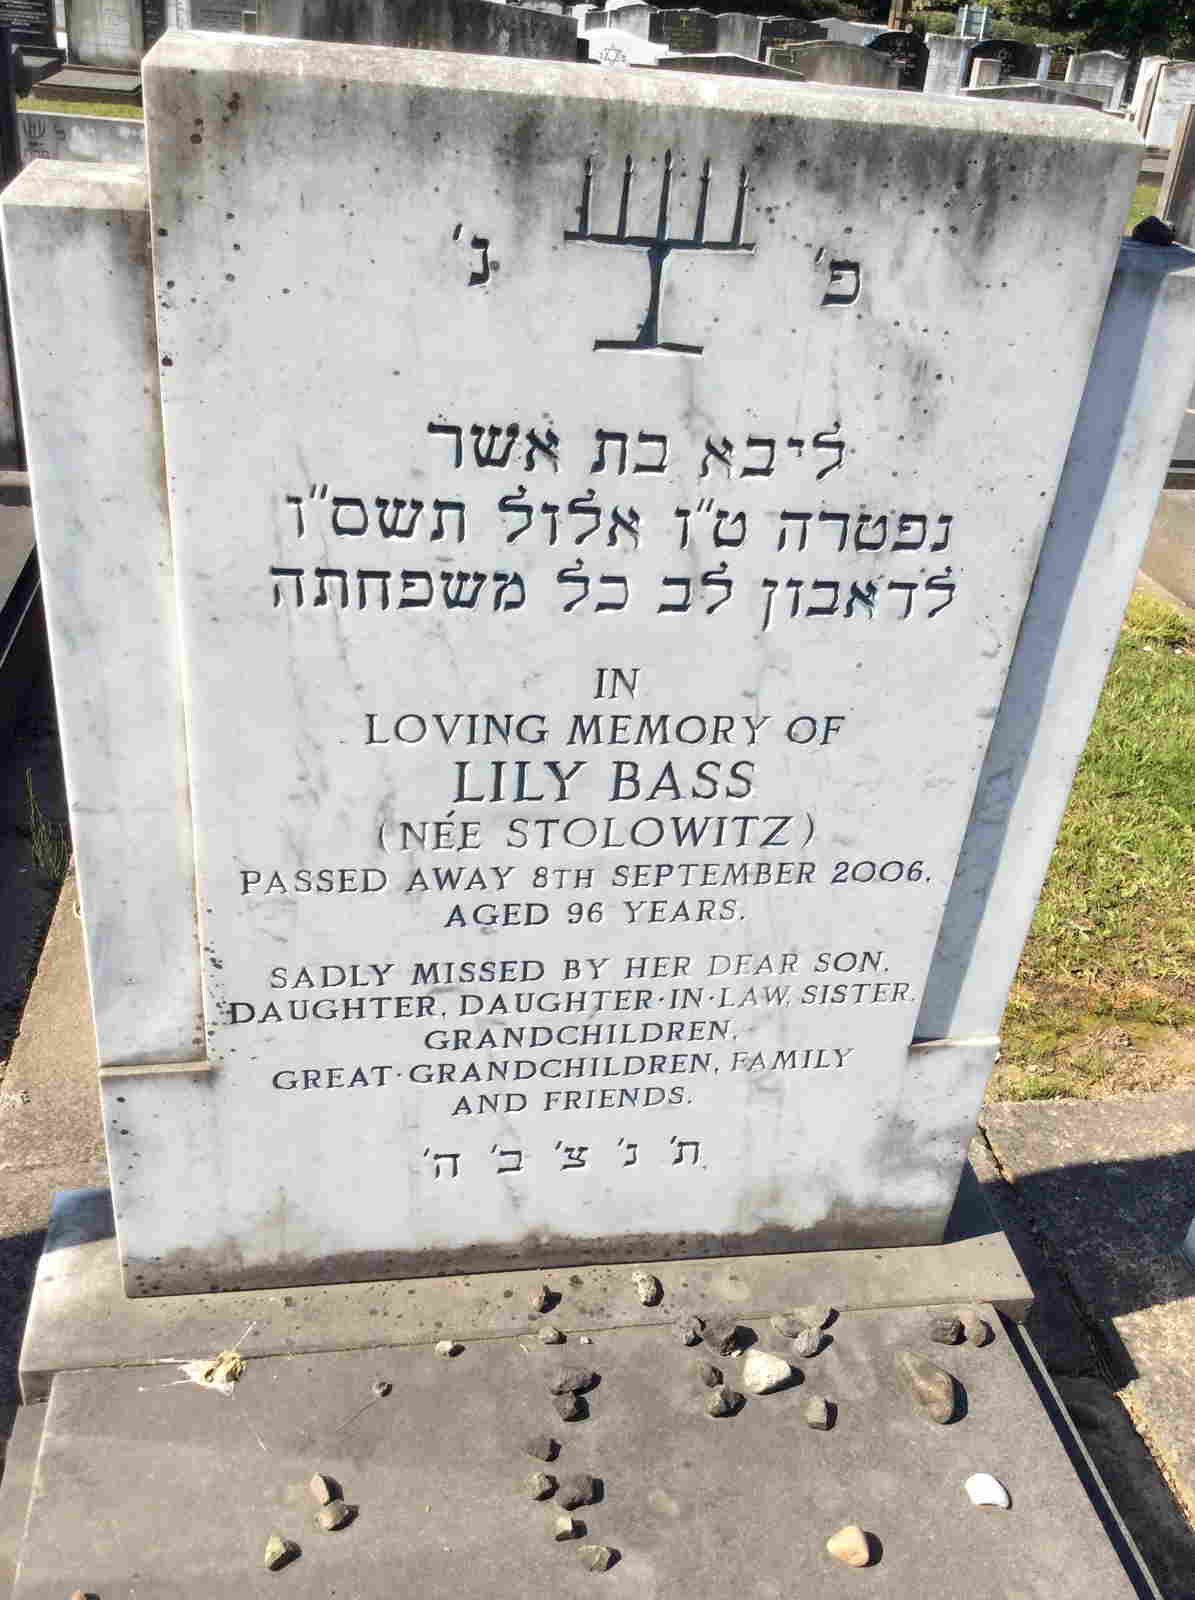 פ' נ'
ליבא בת אשר
נפטרה ט"ו אלול תשס"ו
לדאבון לב כל משפחתה
IN
LOVING MEMORY OF
LILY BASS
(NÉE STOLOWITZ)
PASSED AWAY 8TH SEPTEMBER 2006.
AGED 96 YEARS.
SADLY MISSED BY HER DEAR SON,
DAUGHTER, DAUGHTER-IN-LAW, SISTER,
GRANDCHILDREN,
GREAT-GRANDCHILDREN, FAMILY
AND FRIENDS.
ת' נ' צ' ב' ה'